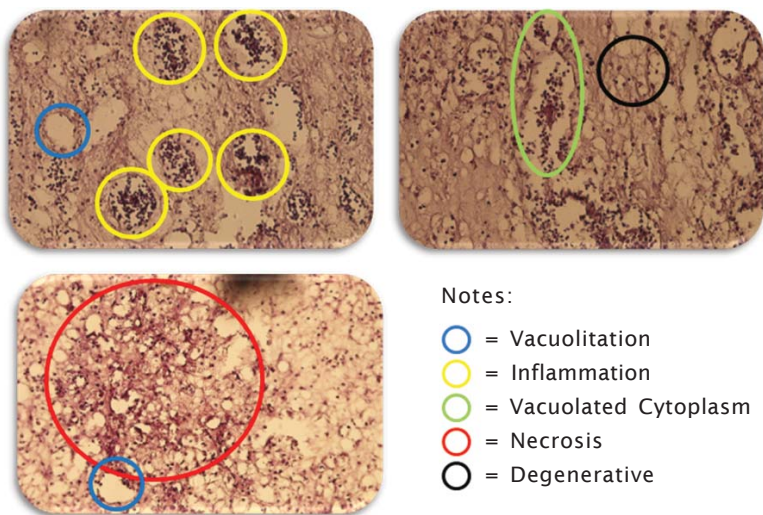 Notes:
= Vacuolitation
= Inflammation
= Vacuolated Cytoplasm
= Necrosis
= Degenerative